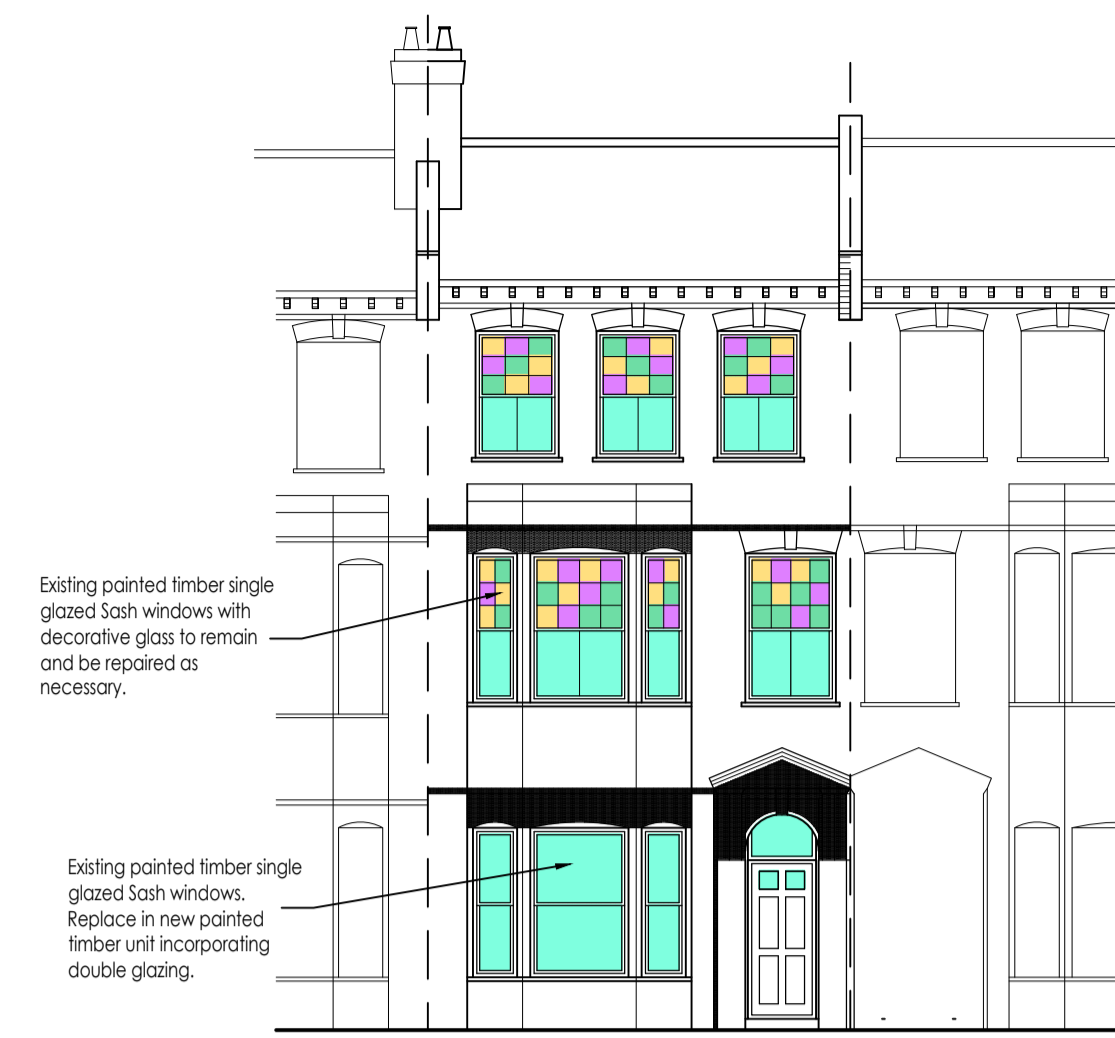 Existing painted timber single
glazed Sash windows with
decorative glass to remain
and be repaired as
necessary.
Existing painted timber single
glazed Sash windows.
Replace in new painted
timber unit incorporating
double glazing.